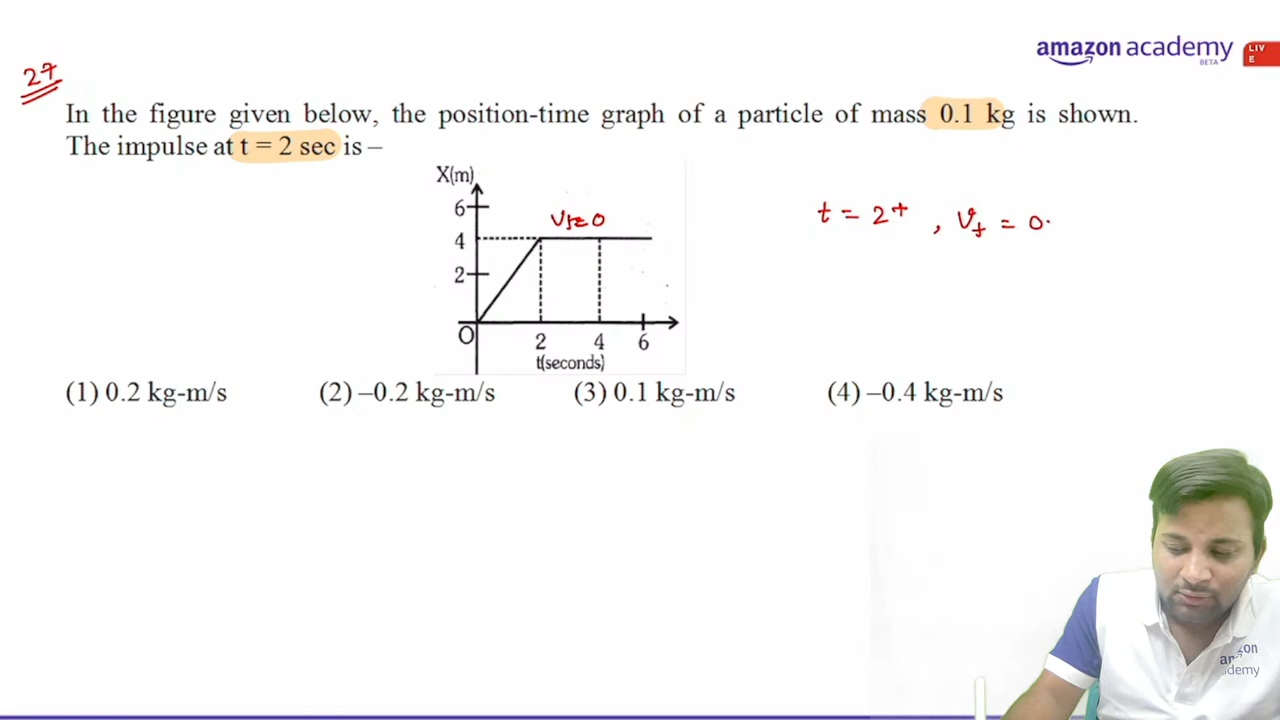 amazon academy
BETA
LIV
E
27
In the figure given below, the position-time graph of a particle of mass 0.1 kg is shown.
The impulse at t = 2 sec is –
X(m)
6
4
2
O
2 4 6
t(seconds)
Vf = 0
t = 2+ , Vf = 0.
(1) 0.2 kg-m/s (2) –0.2 kg-m/s (3) 0.1 kg-m/s (4) –0.4 kg-m/s